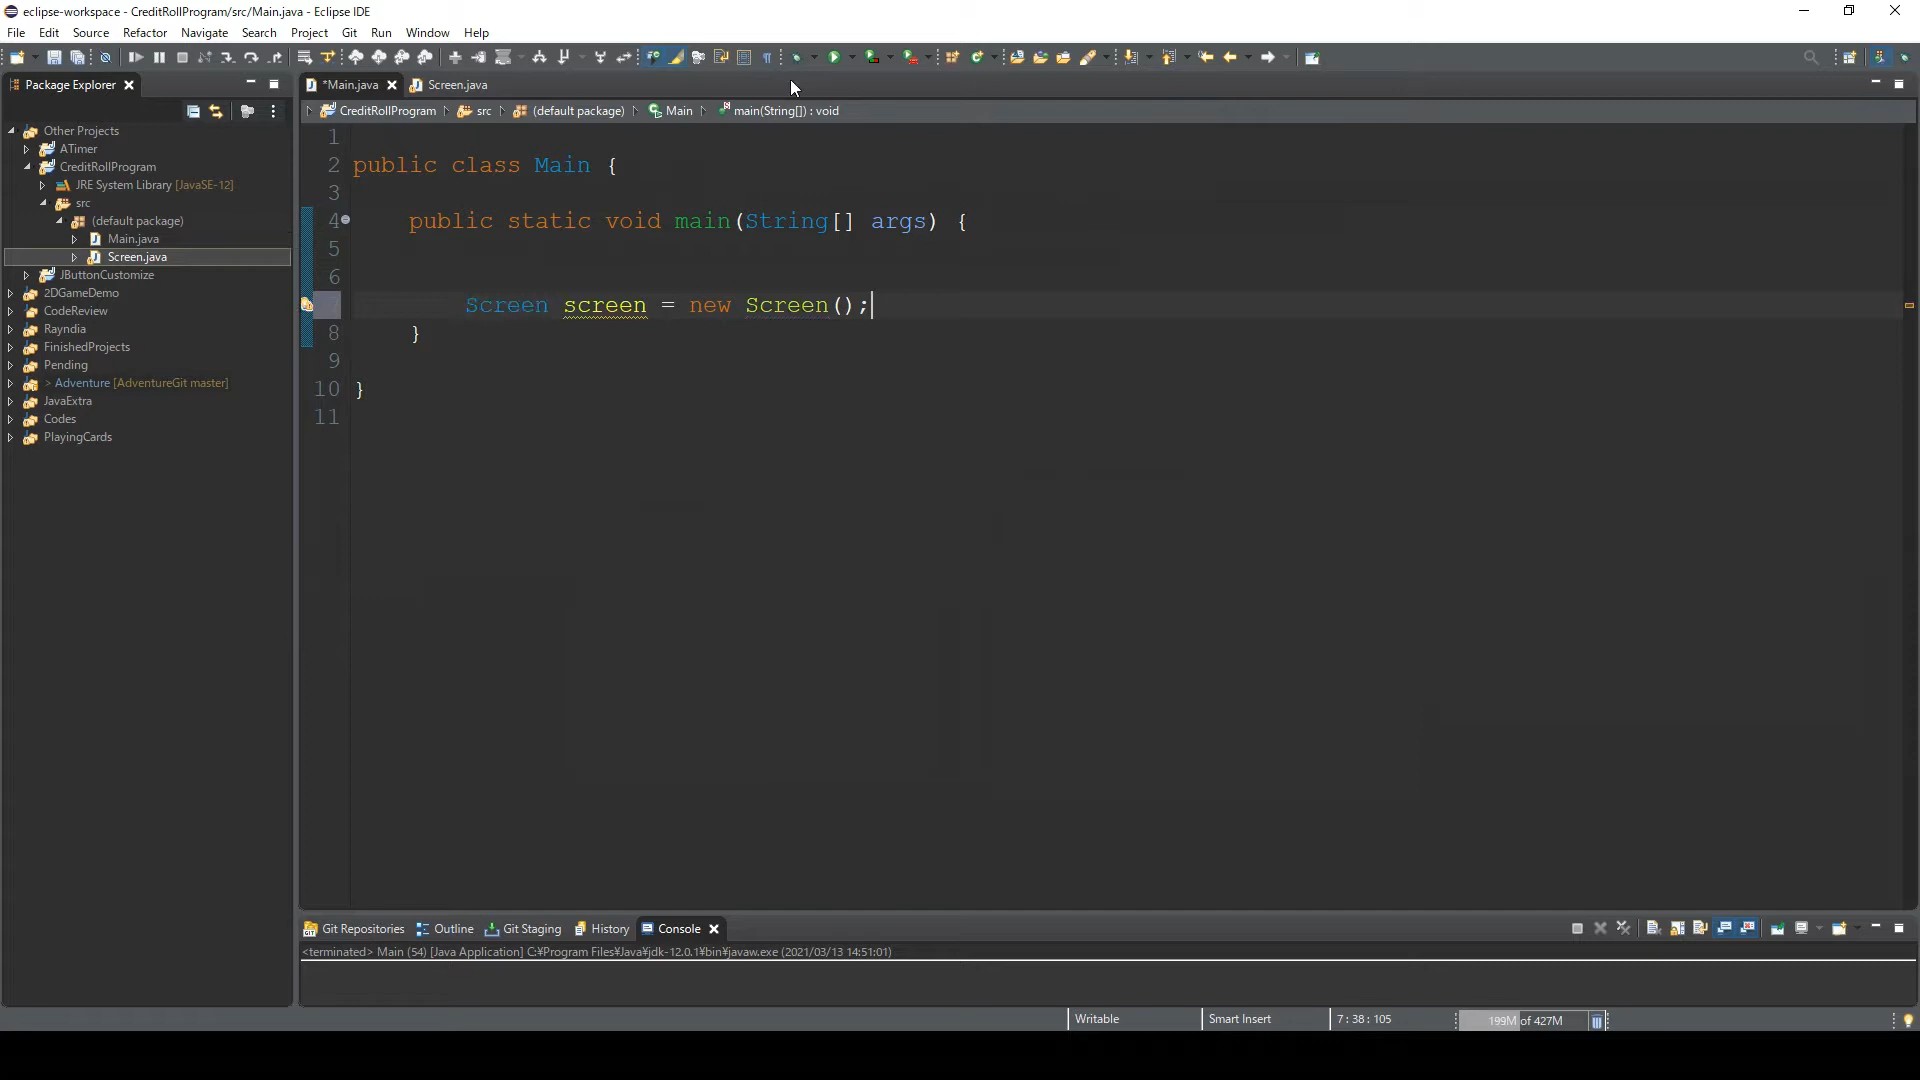 eclipse-workspace - CreditRollProgram/src/Main.java - Eclipse IDE
File Edit Source Refactor Navigate Search Project Git Run Window Help
Package Explorer
*Main.java Screen.java
CreditRollProgram src (default package) Main main(String[]) : void
Other Projects
ATimer
CreditRollProgram
JRE System Library [JavaSE-12]
src
(default package)
Main.java
Screen.java
JButtonCustomize
2DGameDemo
CodeReview
Rayndia
FinishedProjects
Pending
> Adventure [AdventureGit master]
JavaExtra
Codes
PlayingCards
1
2 public class Main {
3
4 public static void main(String[] args) {
5
6
7 Screen screen = new Screen();
8 }
9
10 }
11
Git Repositories Outline Git Staging History Console
<terminated> Main (54) [Java Application] C:¥Program Files¥Java¥jdk-12.0.1¥bin¥javaw.exe (2021/03/13 14:51:01)
Writable Smart Insert 7 : 38 : 105 199M of 427M